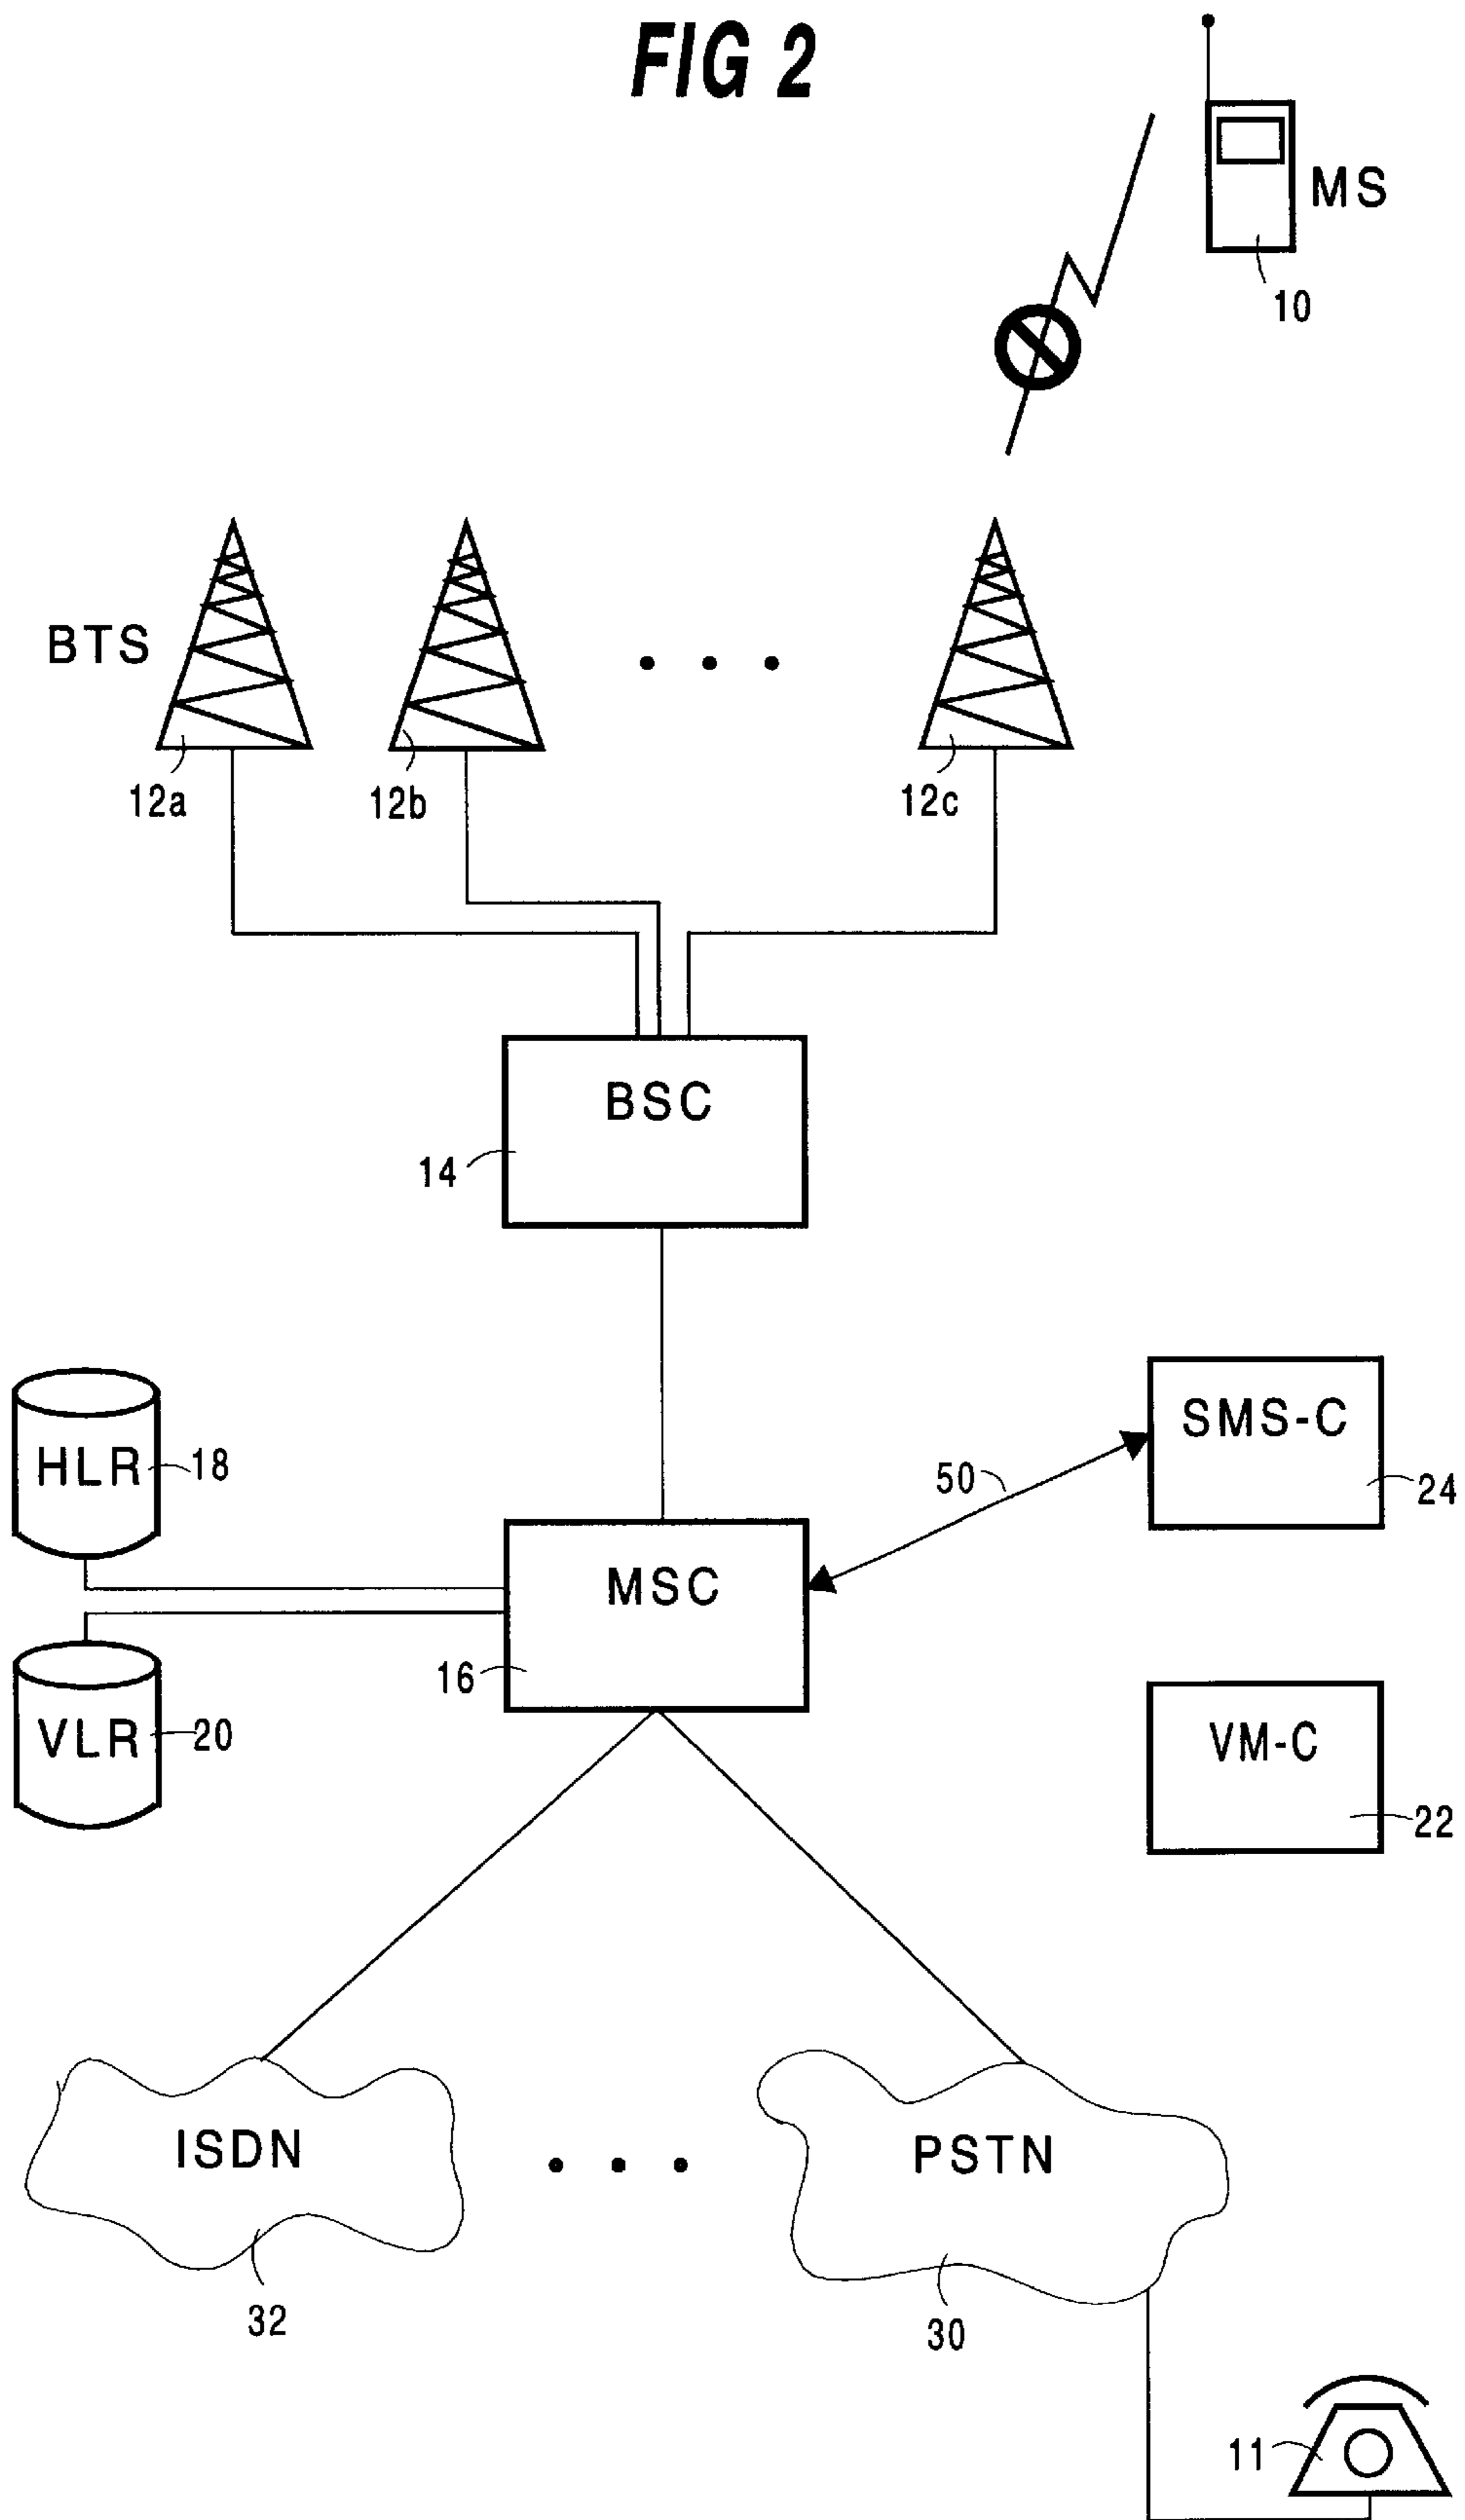 FIG 2
MS
10
BTS
12a
12b
12c
BSC
14
SMS-C
HLR
18
50
24
MSC
16
VLR
20
VM-C
22
ISDN
PSTN
32
30
11